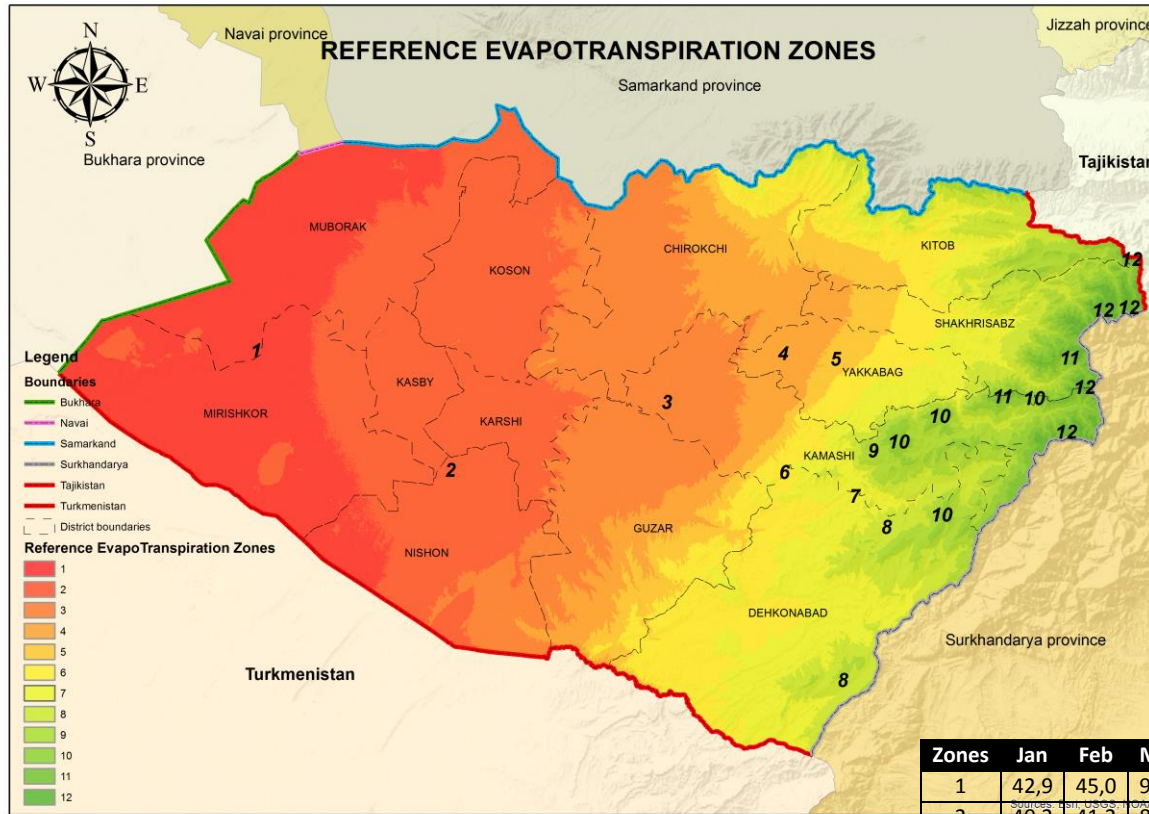 Navai province
Jizzah province
REFERENCE EVAPOTRANSPIRATION ZONES
Samarkand province
N
W E
S
Bukhara province
Tajikistan
MUBORAK
CHIROKCHI
KITOB
KOSON
12
12 12
SHAKHRISABZ
1
4
5
11
Legend
Boundaries
Bukhara
Navai
Samarkand
Surkhandarya
Tajikistan
Turkmenistan
District boundaries
Reference EvapoTranspiration Zones
1
2
3
4
5
6
7
8
9
10
11
12
YAKKABAG
KASBY
12
MIRISHKOR
3
11
10
KARSHI
10
12
10
9
KAMASHI
2
6
7
10
8
GUZAR
NISHON
DEHKONABAD
Surkhandarya province
Turkmenistan
8
Zones Jan Feb
1 42,9 45,0
Sources: Esri, USGS,